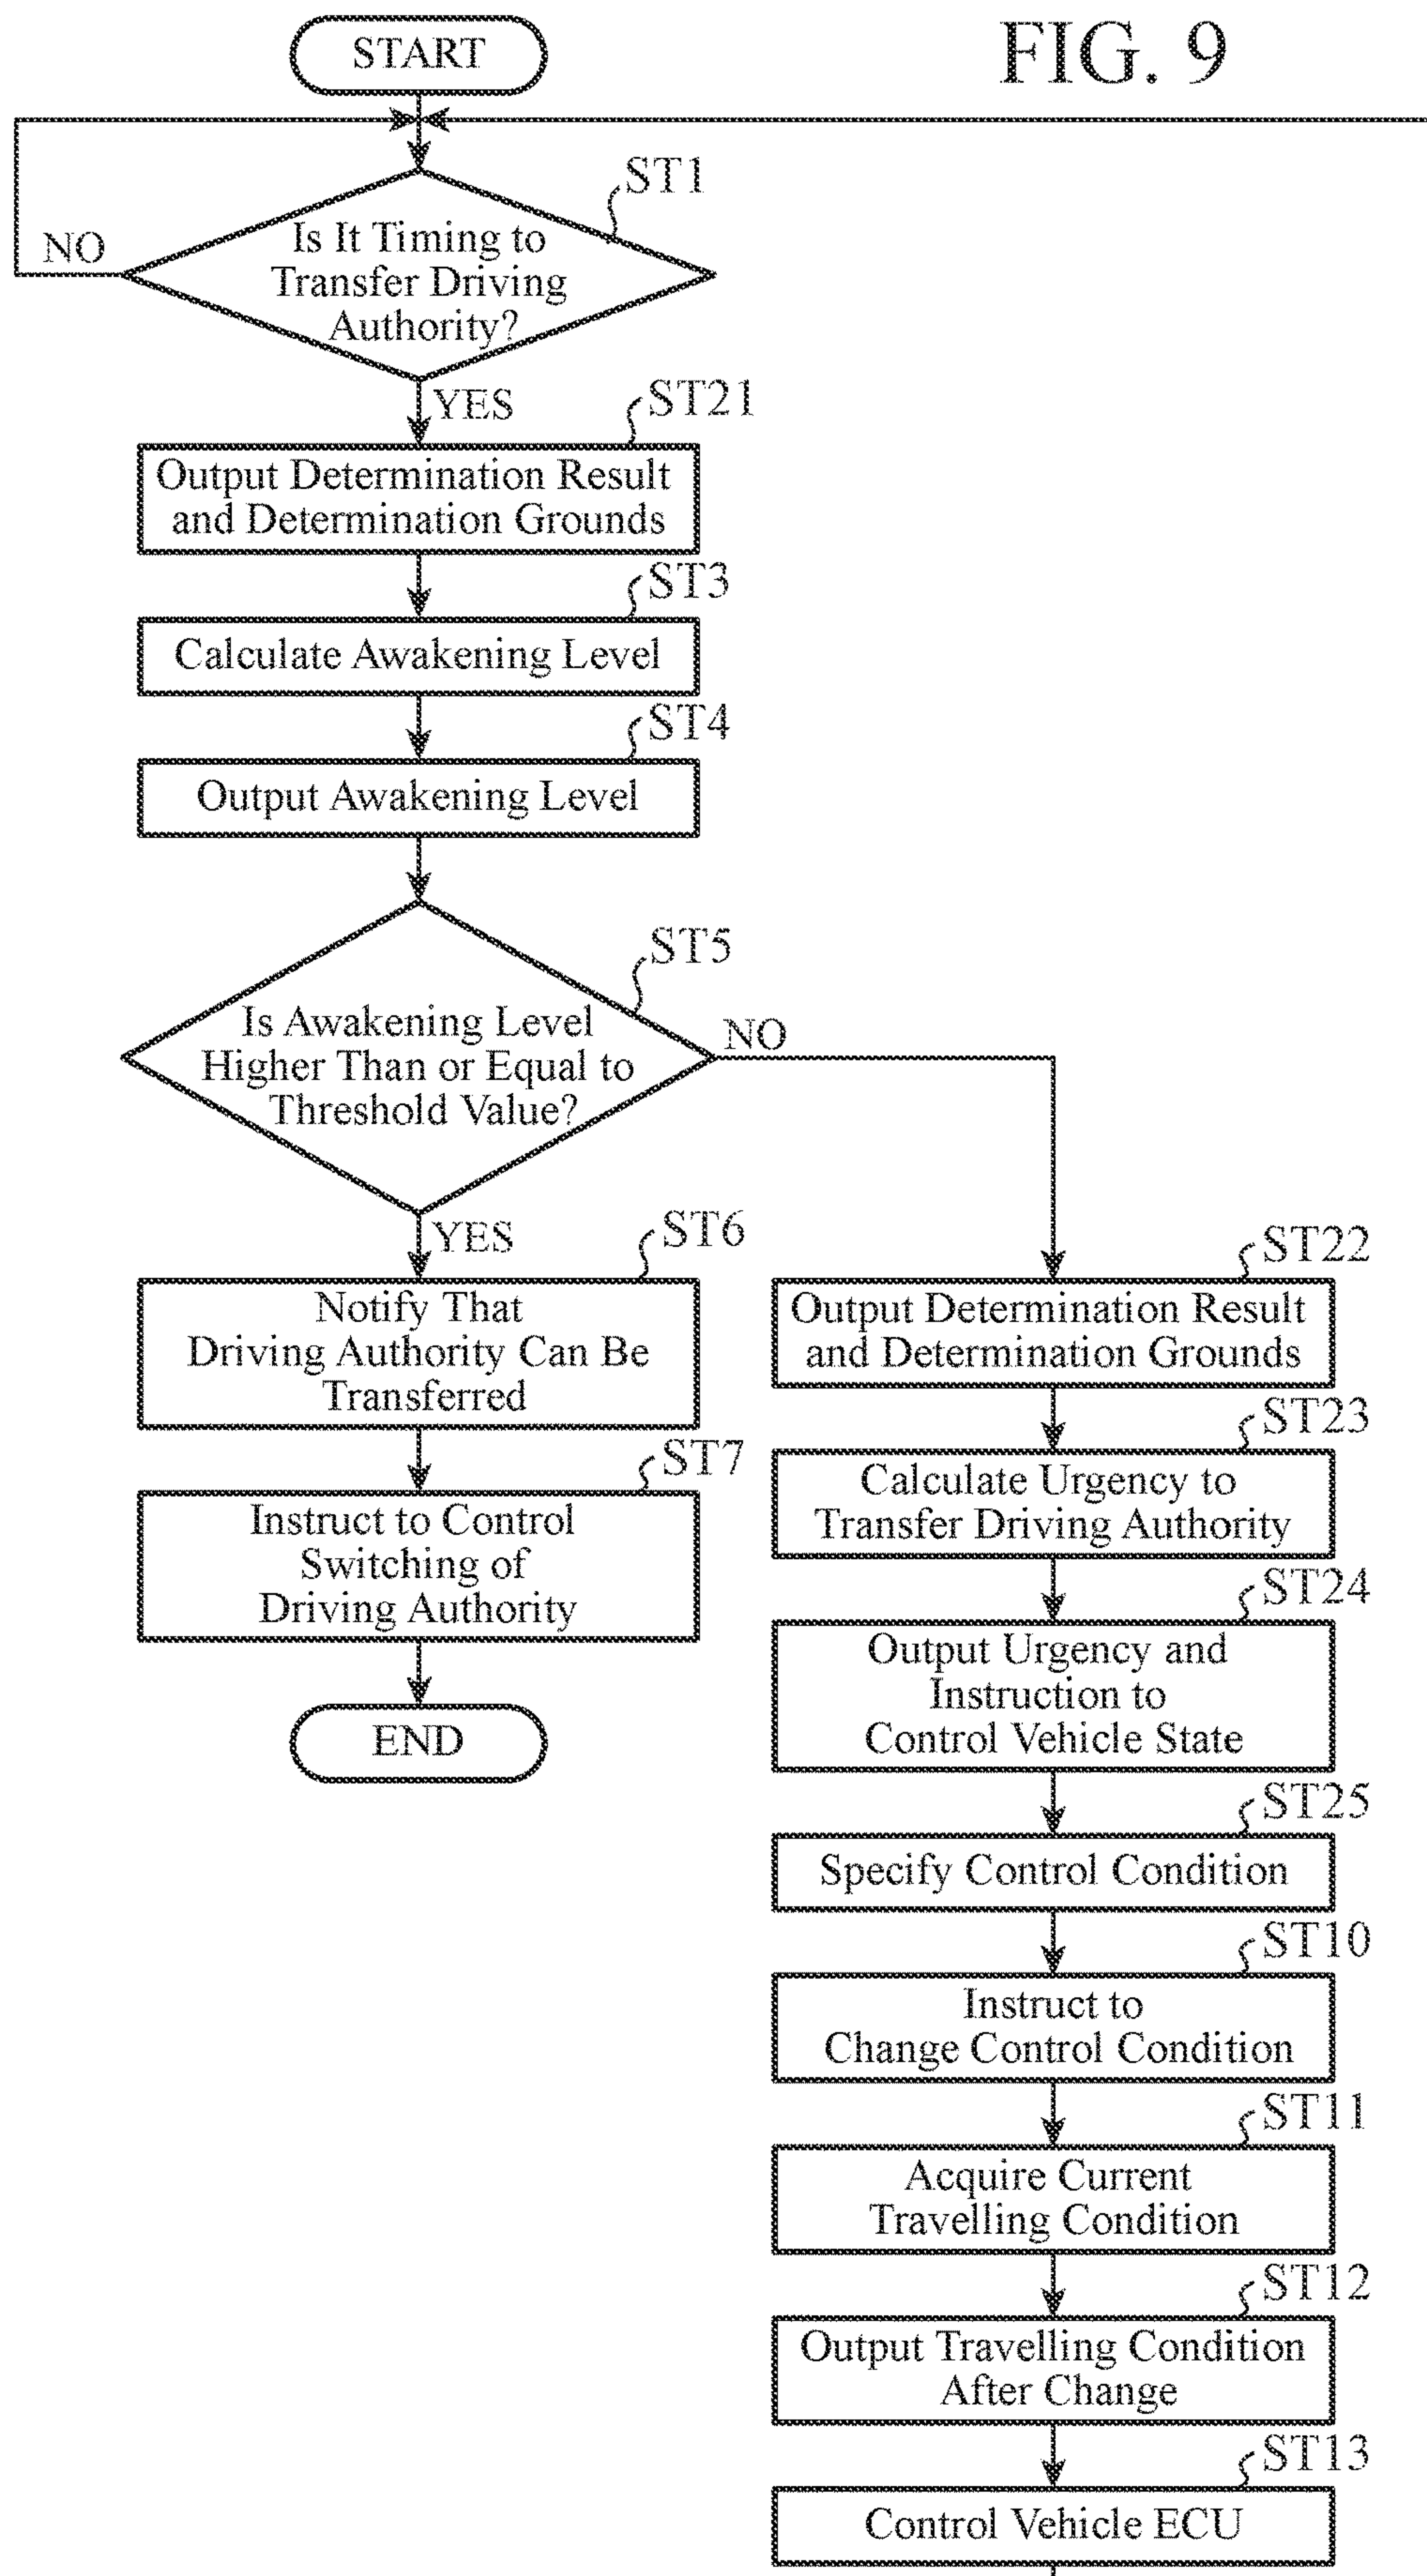 FIG. 9
START
ST1
Is It Timing to
Transfer Driving
Authority?
NO
YES
ST21
Output Determination Result
and Determination Grounds
ST3
Calculate Awakening Level
ST4
Output Awakening Level
ST5
Is Awakening Level
Higher Than or Equal to
Threshold Value?
NO
YES
ST6
Notify That
Driving Authority Can Be
Transferred
ST7
Instruct to Control
Switching of
Driving Authority
END
ST22
Output Determination Result
and Determination Grounds
ST23
Calculate Urgency to
Transfer Driving Authority
ST24
Output Urgency and
Instruction to
Control Vehicle State
ST25
Specify Control Condition
ST10
Instruct to
Change Control Condition
ST11
Acquire Current
Travelling Condition
ST12
Output Travelling Condition
After Change
ST13
Control Vehicle ECU